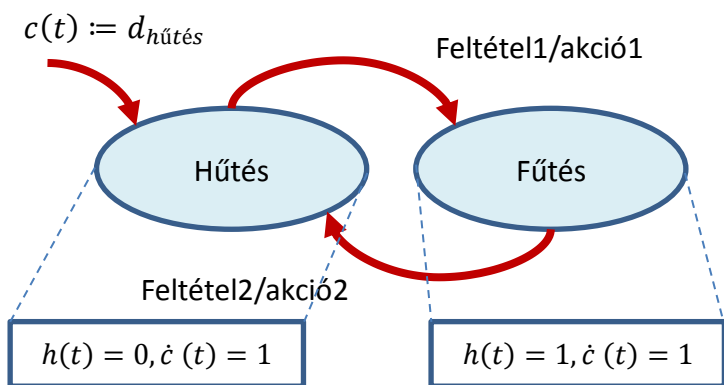 c(t) ≔ d_hűtés
Feltétel1/akció1
Hűtés
Fűtés
Feltétel2/akció2
h(t) = 0, ċ (t) = 1
h(t) = 1, ċ (t) = 1